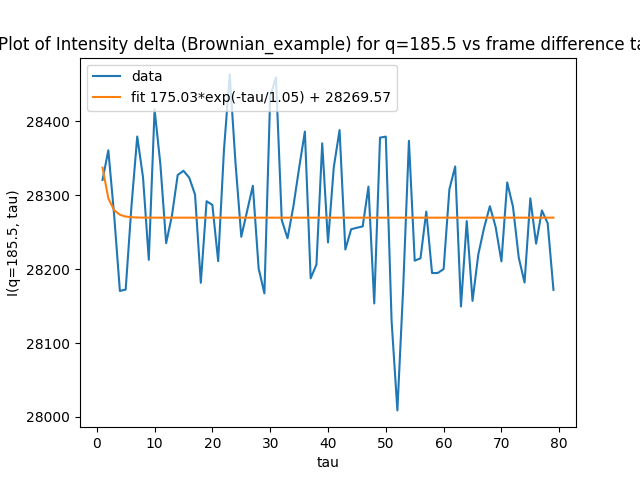 Plot of Intensity delta (Brownian_example) for q=185.5 vs frame difference ta
data
fit 175.03*exp(-tau/1.05) + 28269.57
I(q=185.5, tau)
28400
28300
28200
28100
28000
0 10 20 30 40 50 60 70 80
tau